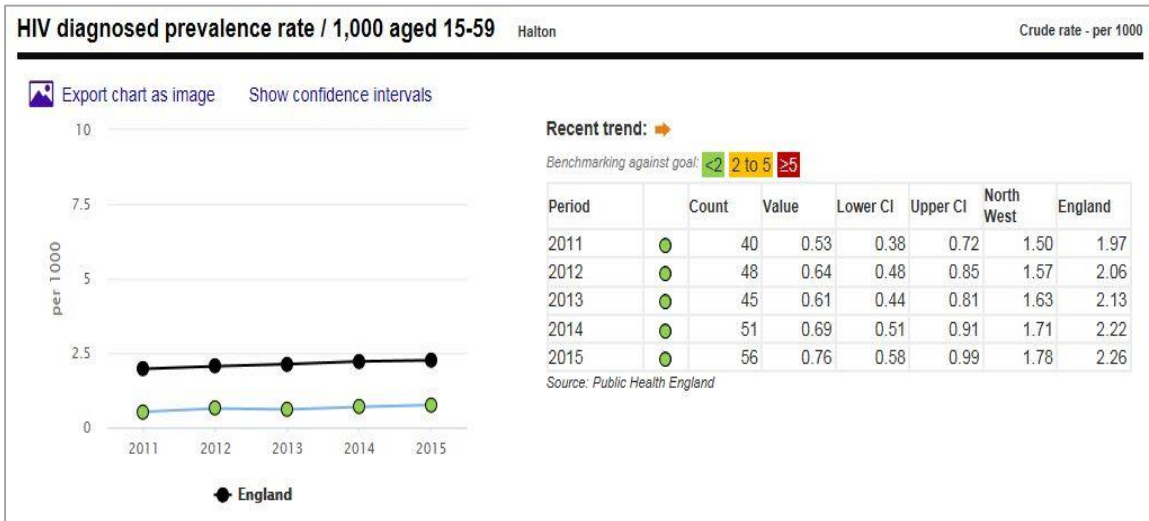 HIV diagnosed prevalence rate / 1,000 aged 15-59 Halton Crude rate - per 1000
Export chart as image Show confidence intervals
10
7.5
5
2.5
0
per 1000
2011 2012 2013 2014 2015
England
Recent trend:
Benchmarking against goal: <2 2 to 5 ≥5
Period Count Value Lower CI Upper CI North West England
2011 40 0.53 0.38 0.72 1.50 1.97
2012 48 0.64 0.48 0.85 1.57 2.06
2013 45 0.61 0.44 0.81 1.63 2.13
2014 51 0.69 0.51 0.91 1.71 2.22
2015 56 0.76 0.58 0.99 1.78 2.26
Source: Public Health England